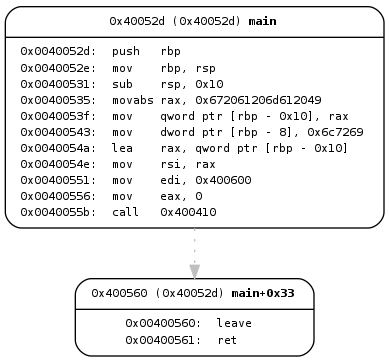 0x40052d (0x40052d) main
0x0040052d: push rbp
0x0040052e: mov rbp, rsp
0x00400531: sub rsp, 0x10
0x00400535: movabs rax, 0x672061206d612049
0x0040053f: mov qword ptr [rbp - 0x10], rax
0x00400543: mov dword ptr [rbp - 8], 0x6c7269
0x0040054a: lea rax, qword ptr [rbp - 0x10]
0x0040054e: mov rsi, rax
0x00400551: mov edi, 0x400600
0x00400556: mov eax, 0
0x0040055b: call 0x400410
0x400560 (0x40052d) main+0x33
0x00400560: leave
0x00400561: ret